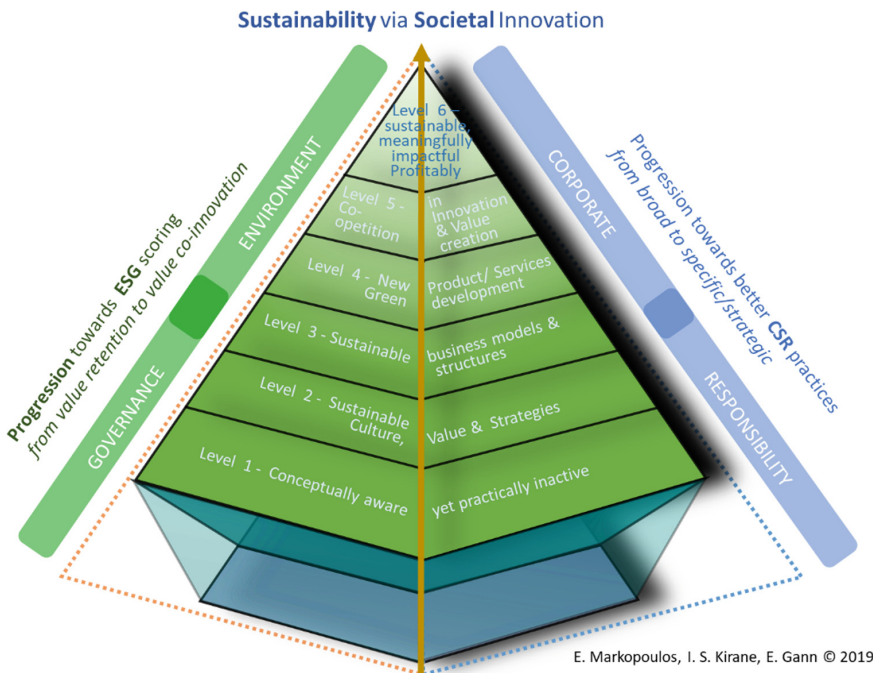 Sustainability via Societal Innovation
ENVIRONMENT
GOVERNANCE
Progression towards ESG scoring
from value retention to value co-innovation
CORPORATE
RESPONSIBILITY
Progression towards better CSR practices
from broad to specific/strategic
Level 6 –
sustainable,
meaningfully
impactful
Profitably
Level 5 -
Co-
opetition
in
Innovation
& Value
creation
Level 4 - New
Green
Product/ Services
development
Level 3 - Sustainable
business models &
structures
Level 2 - Sustainable
Culture,
Value & Strategies
Level 1 - Conceptually aware
yet practically inactive
E. Markopoulos, I. S. Kirane, E. Gann © 2019